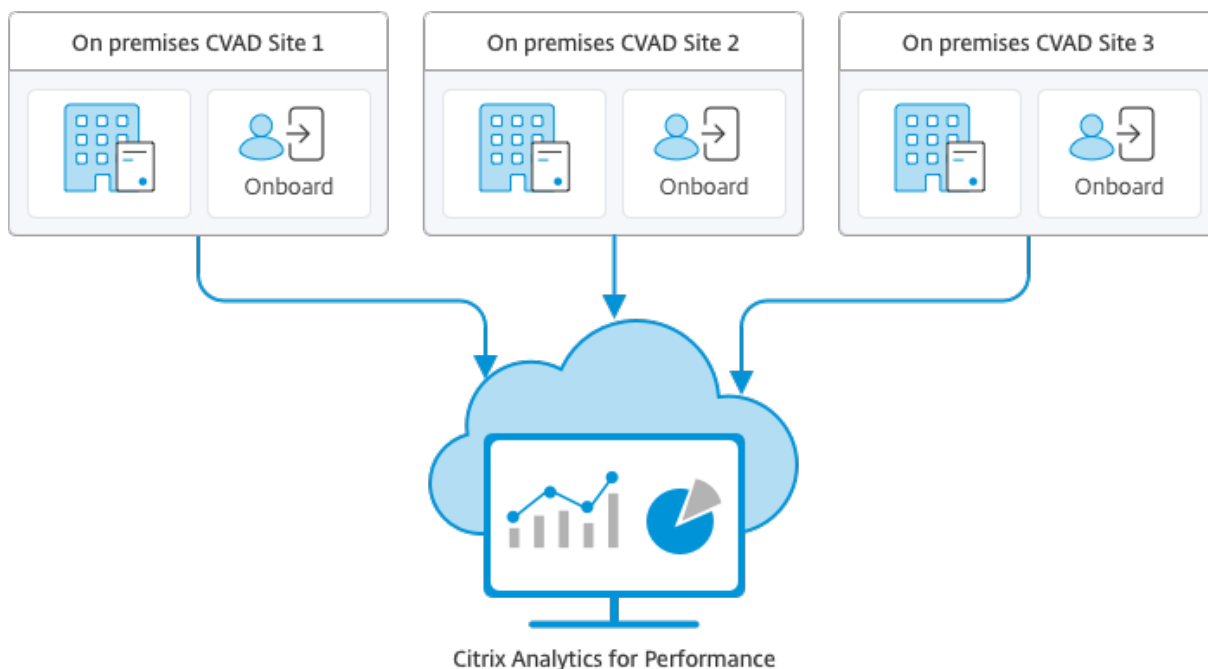 On premises CVAD Site 1
On premises CVAD Site 2
On premises CVAD Site 3
Onboard
Onboard
Onboard
Citrix Analytics for Performance